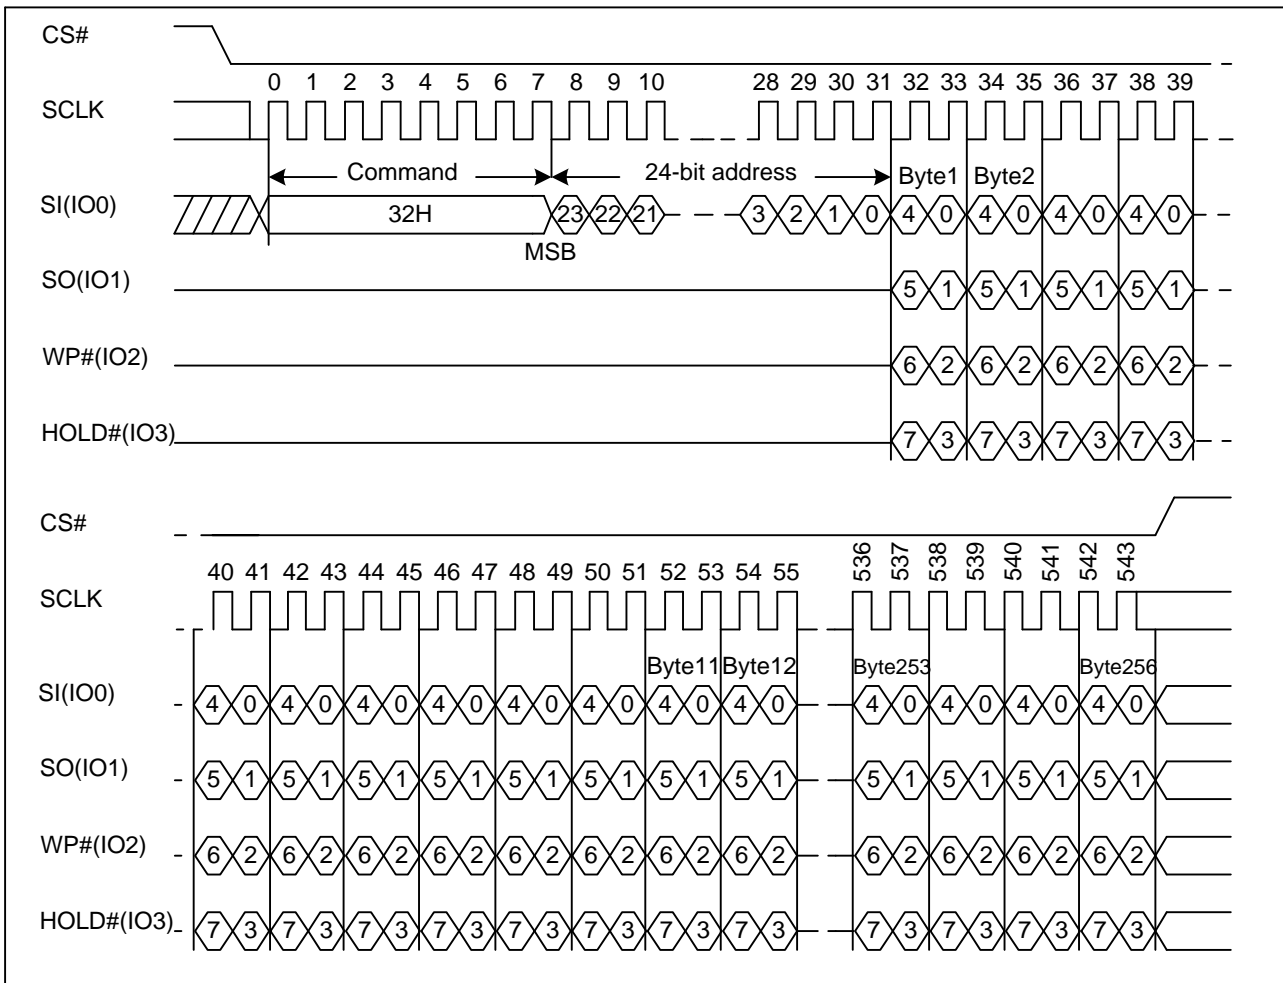 CS#
0 1 2 3 4 5 6 7 8 9 10 28 29 30 31 32 33 34 35 36 37 38 39
SCLK
Command 24-bit address Byte1 Byte2
SI(IO0) 32H 23 22 21 3 2 1 0 4 0 4 0 4 0 4 0
MSB
SO(IO1) 5 1 5 1 5 1 5 1
WP#(IO2) 6 2 6 2 6 2 6 2
HOLD#(IO3) 7 3 7 3 7 3 7 3
CS#
40 41 42 43 44 45 46 47 48 49 50 51 52 53 54 55 536 537 538 539 540 541 542 543
SCLK
Byte11 Byte12 Byte253 Byte256
SI(IO0) 4 0 4 0 4 0 4 0 4 0 4 0 4 0 4 0 4 0 4 0 4 0 4 0
SO(IO1) 5 1 5 1 5 1 5 1 5 1 5 1 5 1 5 1 5 1 5 1 5 1 5 1
WP#(IO2) 6 2 6 2 6 2 6 2 6 2 6 2 6 2 6 2 6 2 6 2 6 2 6 2
HOLD#(IO3) 7 3 7 3 7 3 7 3 7 3 7 3 7 3 7 3 7 3 7 3 7 3 7 3